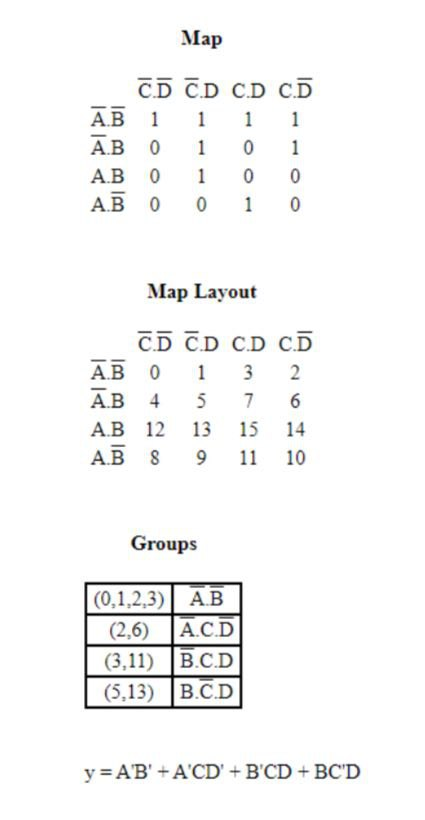 Map
C̅.D̅ C̅.D C.D C.D̅
A̅.B̅ 1 1 1 1
A̅.B 0 1 0 1
A.B 0 1 0 0
A.B̅ 0 0 1 0
Map Layout
C̅.D̅ C̅.D C.D C.D̅
A̅.B̅ 0 1 3 2
A̅.B 4 5 7 6
A.B 12 13 15 14
A.B̅ 8 9 11 10
Groups
(0,1,2,3) A̅.B̅
(2,6) A̅.C.D̅
(3,11) B̅.C.D
(5,13) B.C̅.D
y = A'B' + A'CD' + B'CD + BC'D